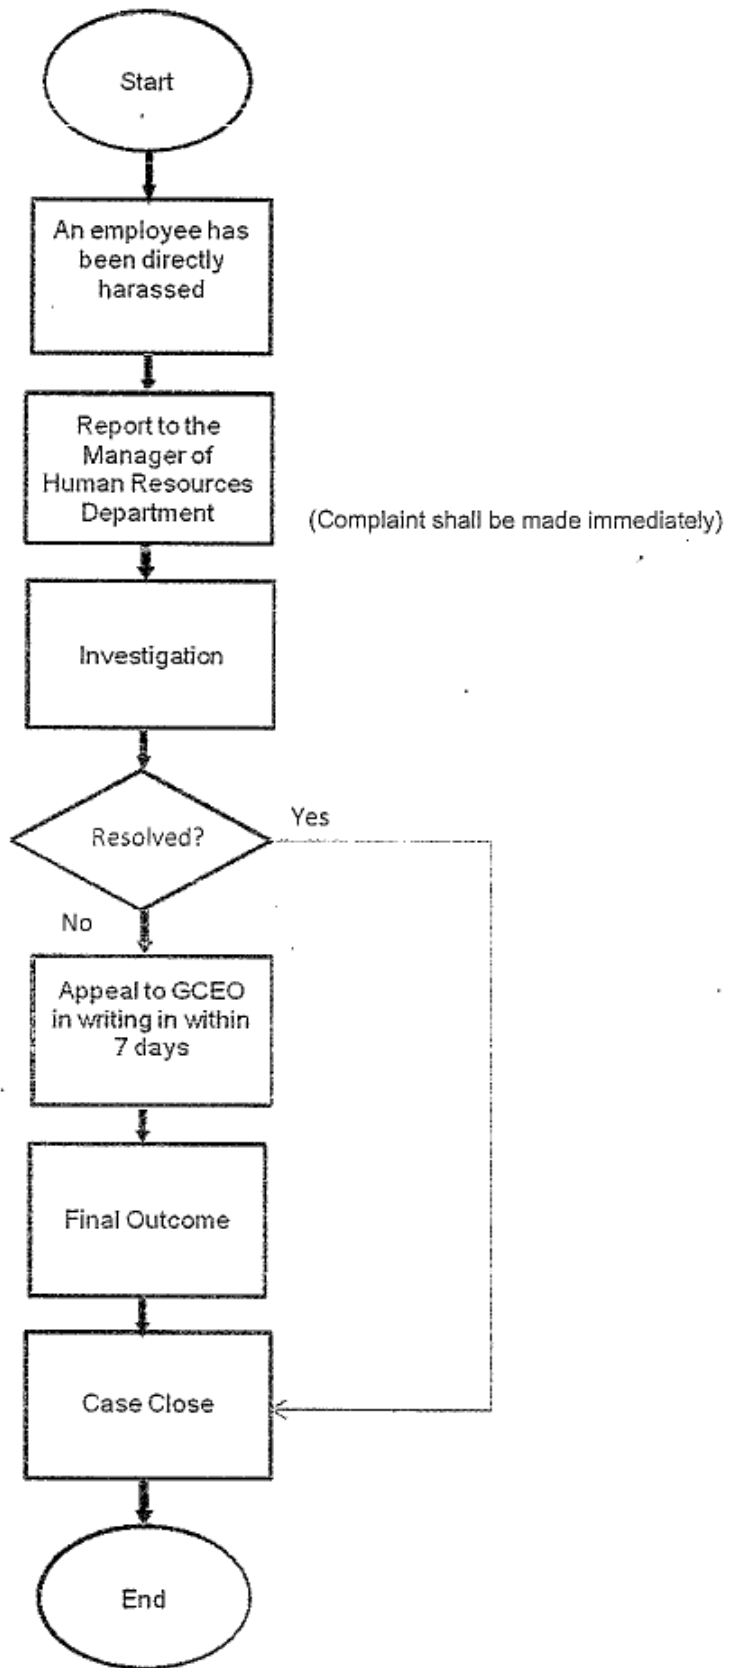 Start
An employee has
been directly
harassed
Report to the
Manager of
Human Resources
Department
(Complaint shall be made immediately)
Investigation
Resolved?
Yes
No
Appeal to GCEO
in writing in within
7 days
Final Outcome
Case Close
End